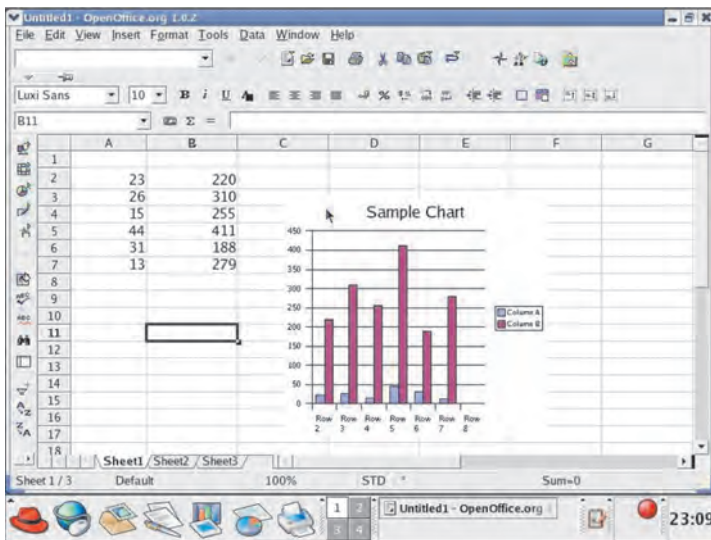 Untitled1 - OpenOffice.org 1.0.2
File Edit View Insert Format Tools Data Window Help
Luxi Sans 10 B i U A
B11 Σ =
A B C D E F G
1
2 23 220
3 26 310
4 15 255
5 44 411
6 31 188
7 13 279
8
9
10
11
12
13
14
15
16
17
18
Sample Chart
450
400
350
300
250
200
150
100
50
0
Row 2 Row 3 Row 4 Row 5 Row 6 Row 7 Row 8
Column A
Column B
Sheet1 Sheet2 Sheet3
Sheet 1 / 3 Default 100% STD * Sum=0
1 2 3 4
Untitled1 - OpenOffice.org
23:09